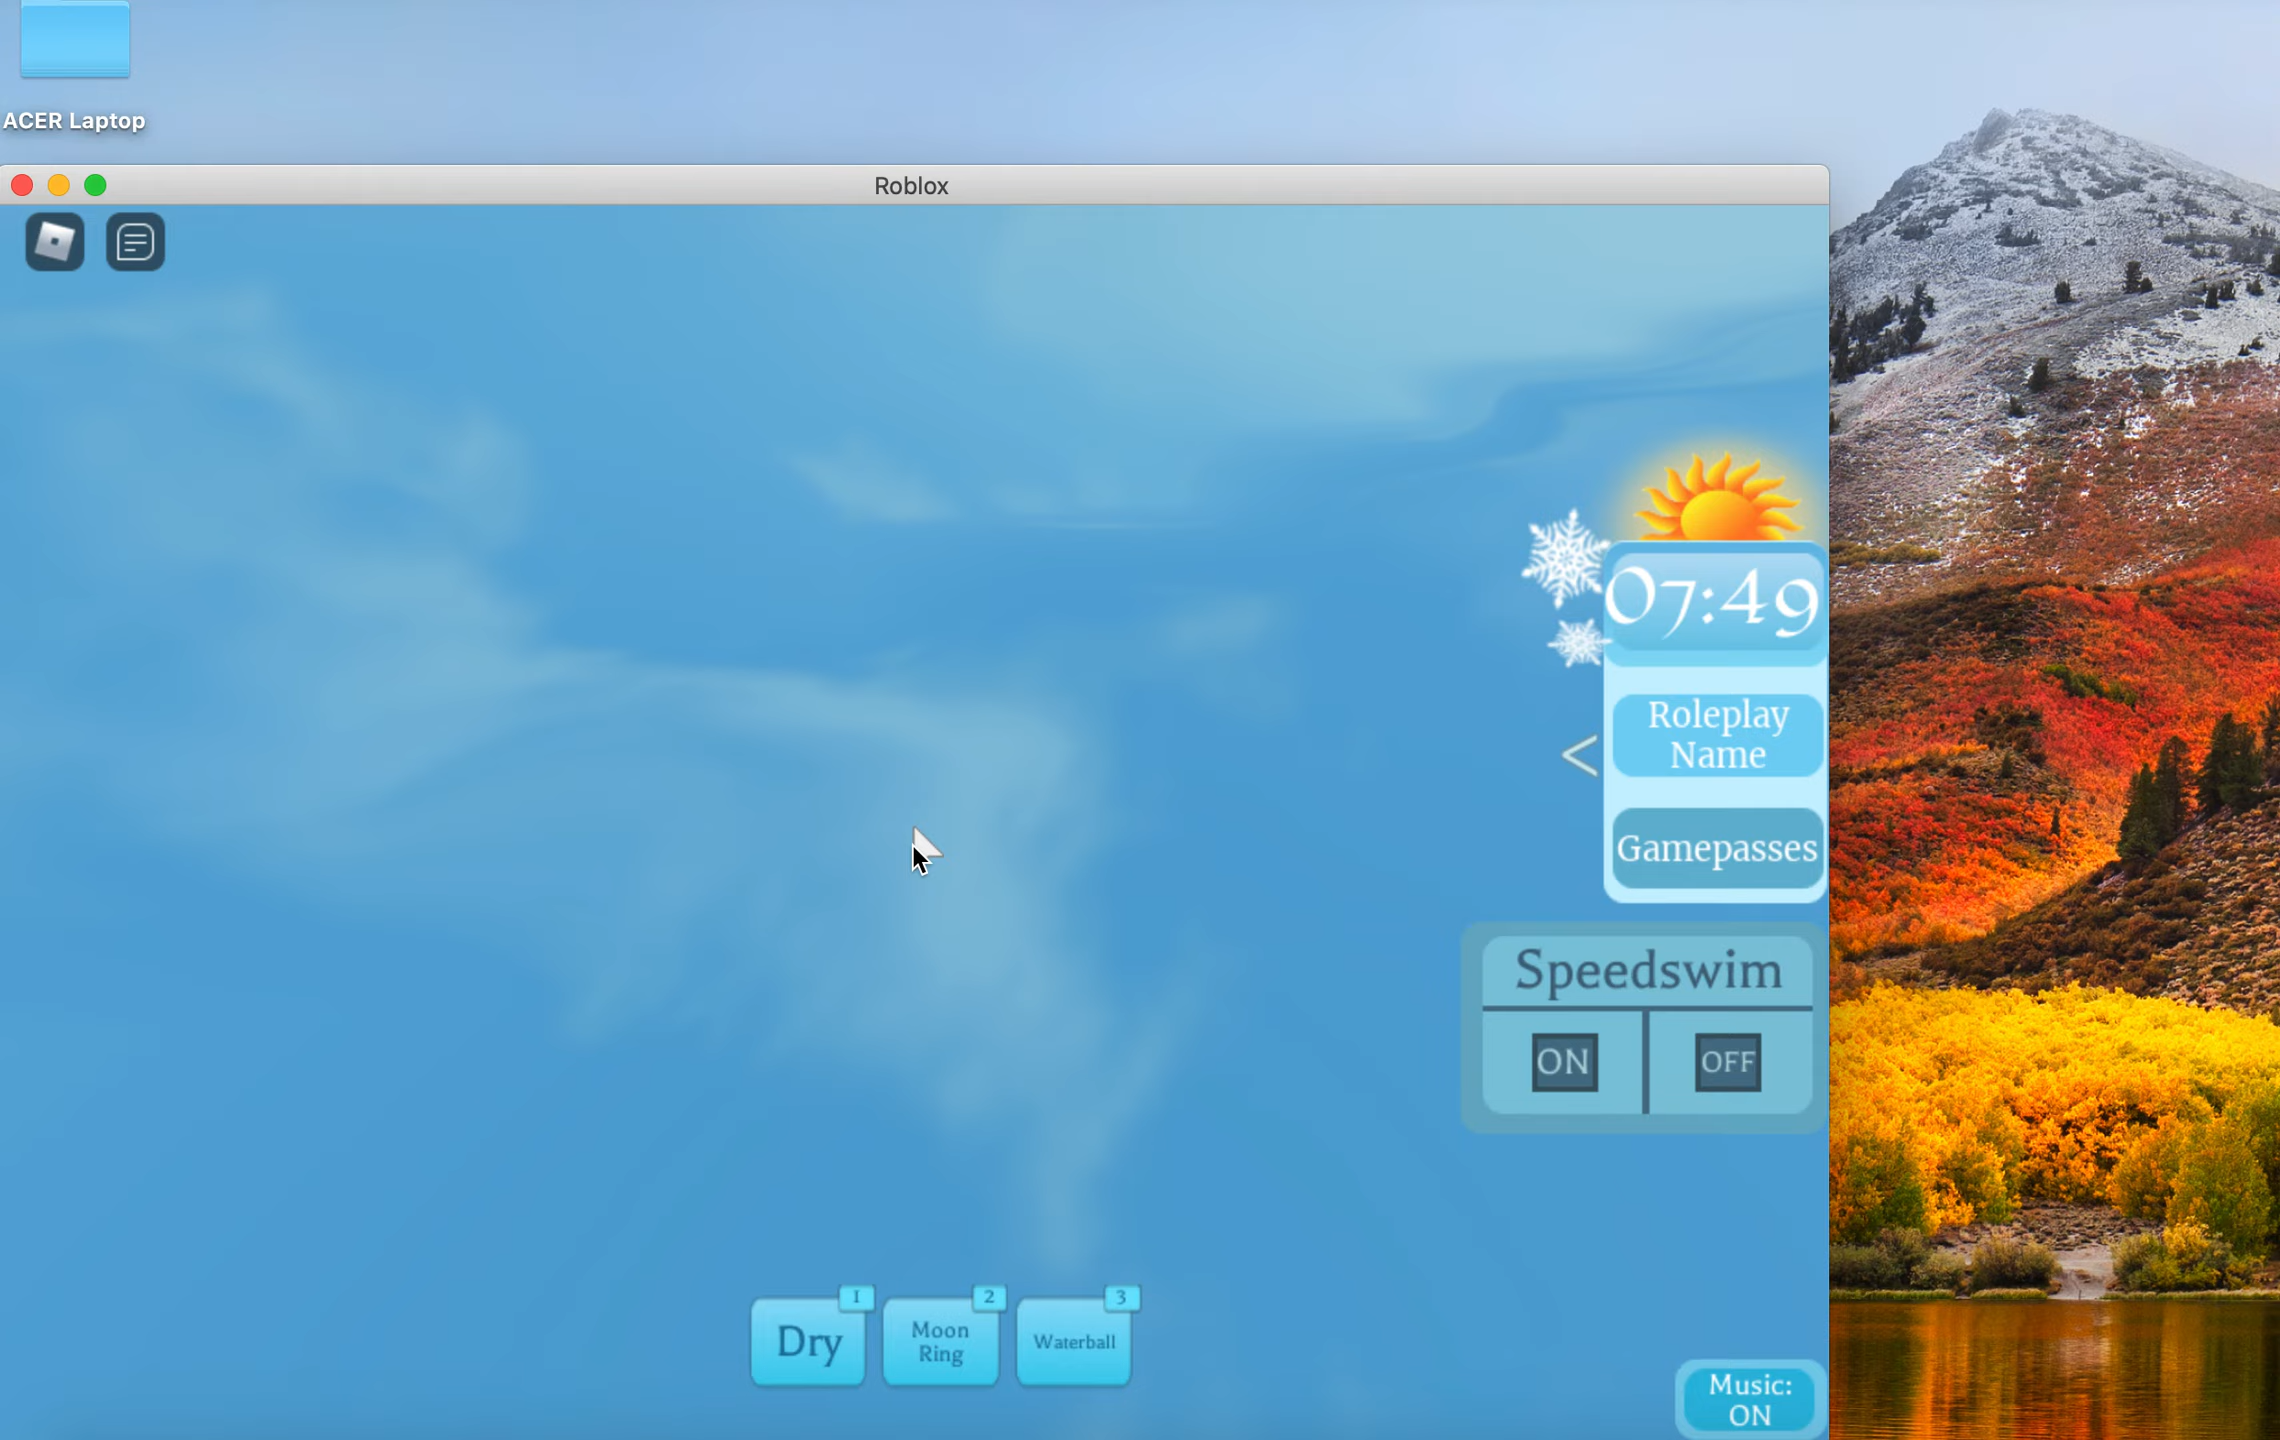 ACER Laptop
Roblox
07:49
Roleplay
Name
<
Gamepasses
Speedswim
ON
OFF
1
2
3
Dry
Moon
Ring
Waterball
Music:
ON